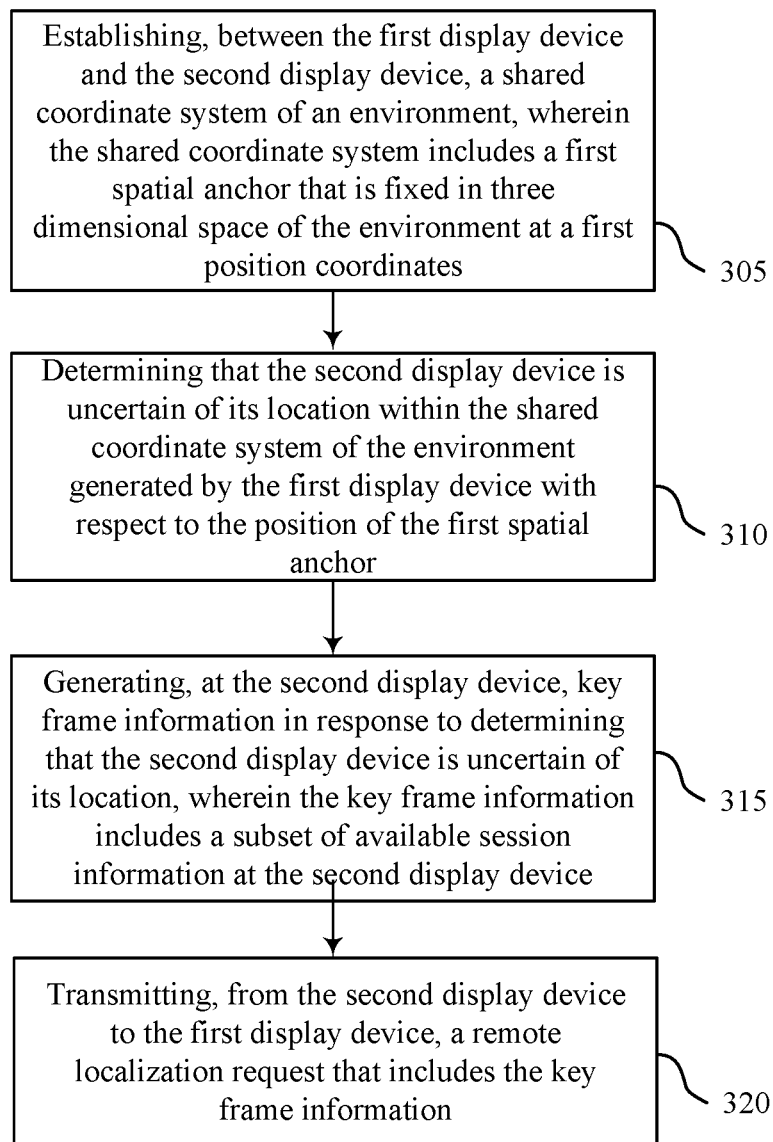 Establishing, between the first display device
and the second display device, a shared
coordinate system of an environment, wherein
the shared coordinate system includes a first
spatial anchor that is fixed in three
dimensional space of the environment at a first
position coordinates
305
Determining that the second display device is
uncertain of its location within the shared
coordinate system of the environment
generated by the first display device with
respect to the position of the first spatial
anchor
310
Generating, at the second display device, key
frame information in response to determining
that the second display device is uncertain of
its location, wherein the key frame information
includes a subset of available session
information at the second display device
315
Transmitting, from the second display device
to the first display device, a remote
localization request that includes the key
frame information
320